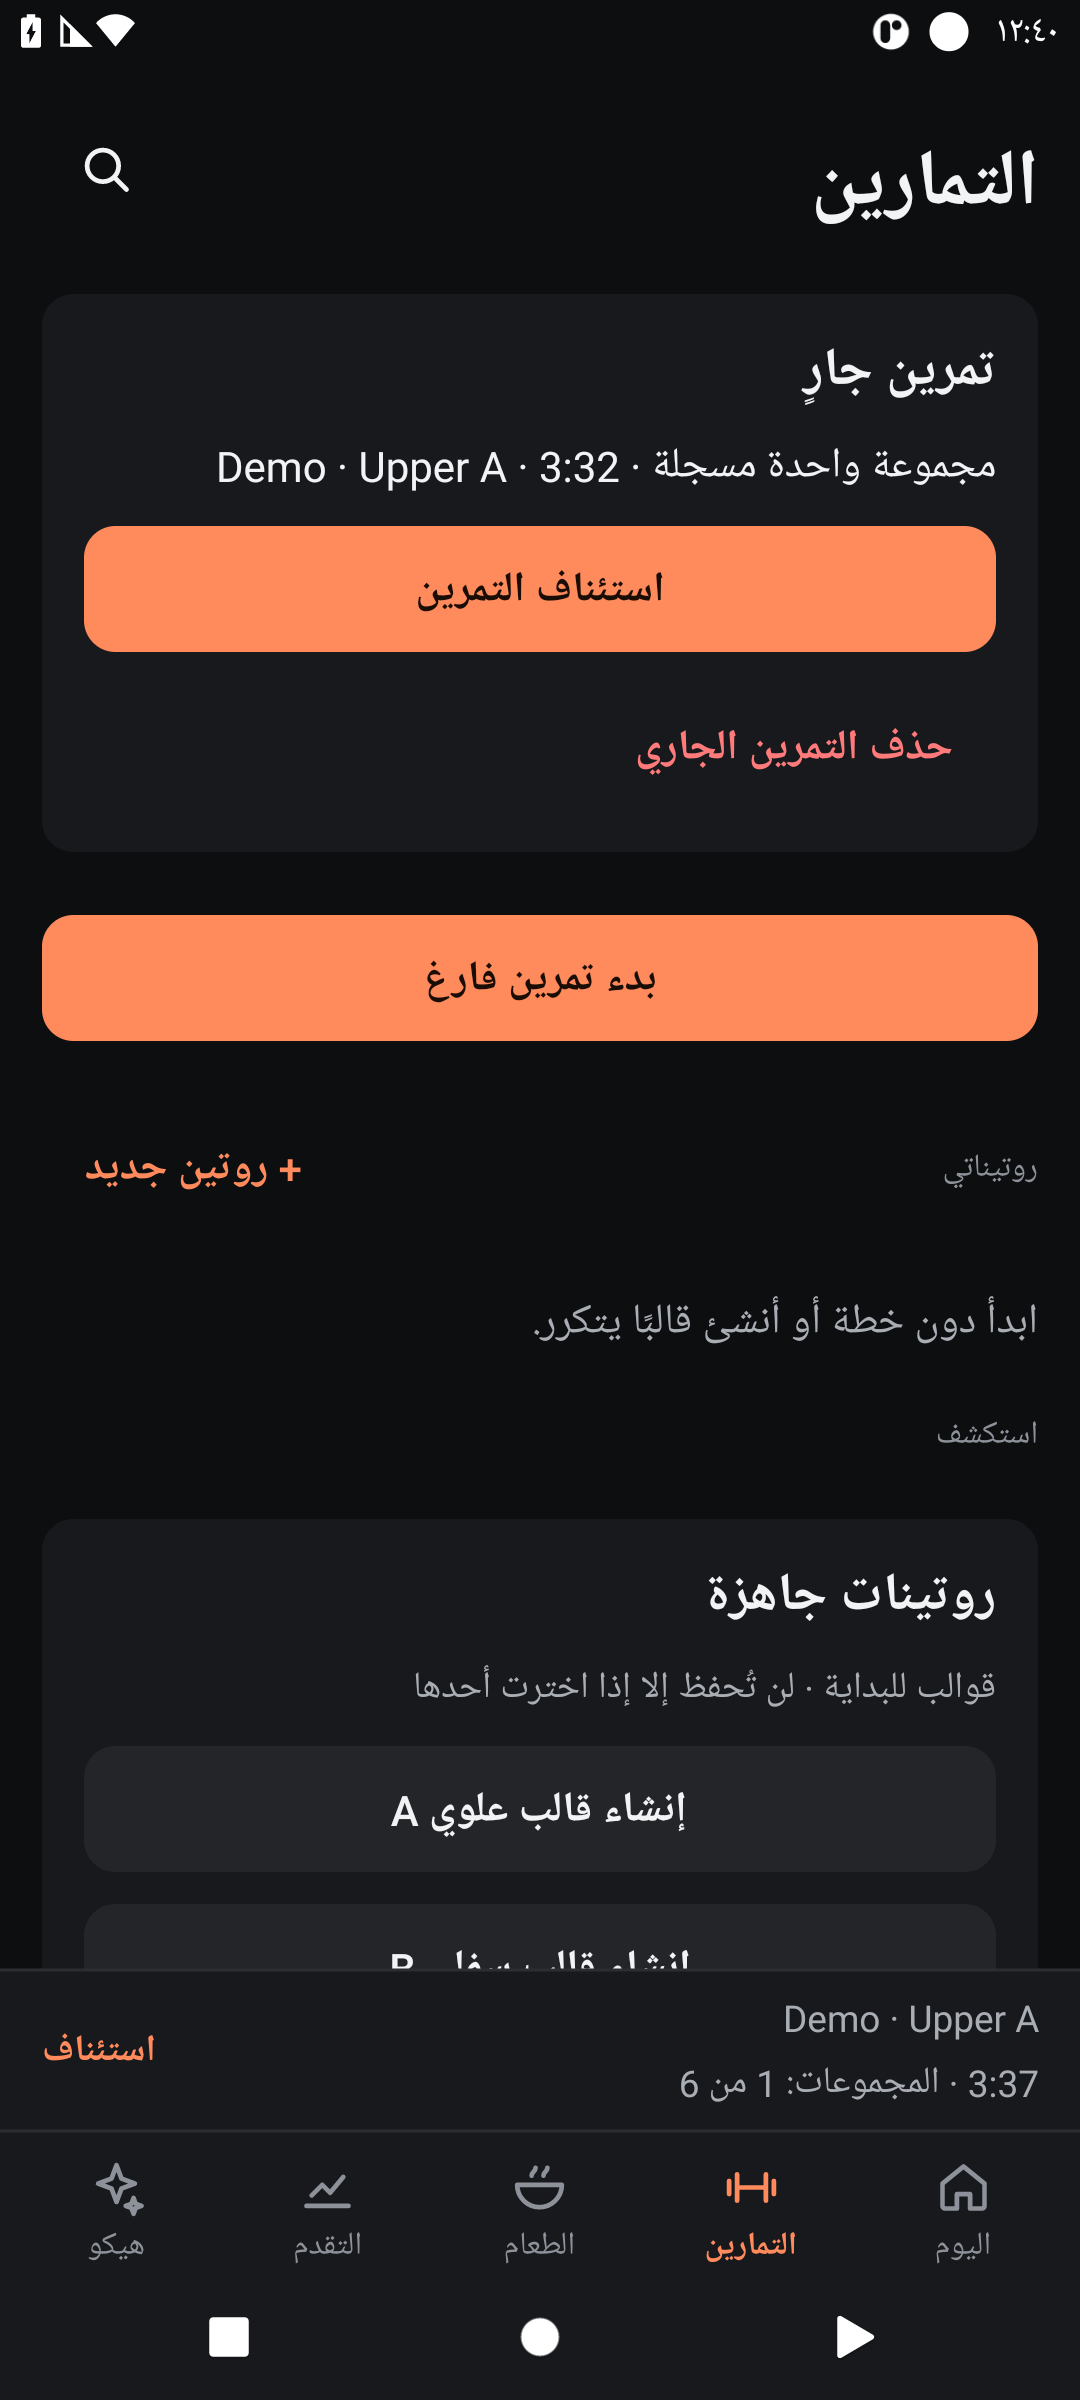 ١٢:٤٠
التمارين
تمرين جارٍ
مجموعة واحدة مسجلة · Demo · Upper A · 3:32
استئناف التمرين
حذف التمرين الجاري
بدء تمرين فارغ
روتيناتي
+ روتين جديد
ابدأ دون خطة أو أنشئ قالبًا يتكرر.
استكشف
روتينات جاهزة
قوالب للبداية · لن تُحفظ إلا إذا اخترت أحدها
إنشاء قالب علوي A
إنشاء قالب سفلي B
Demo · Upper A
3:37 · المجموعات: 1 من 6
استئناف
اليوم
التمارين
الطعام
التقدم
هيكو